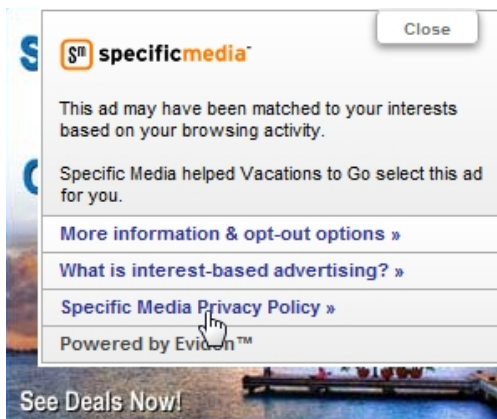 Close
Sm specificmedia
This ad may have been matched to your interests
based on your browsing activity.
Specific Media helped Vacations to Go select this ad
for you.
More information & opt-out options »
What is interest-based advertising? »
Specific Media Privacy Policy »
Powered by Evidon™
See Deals Now!